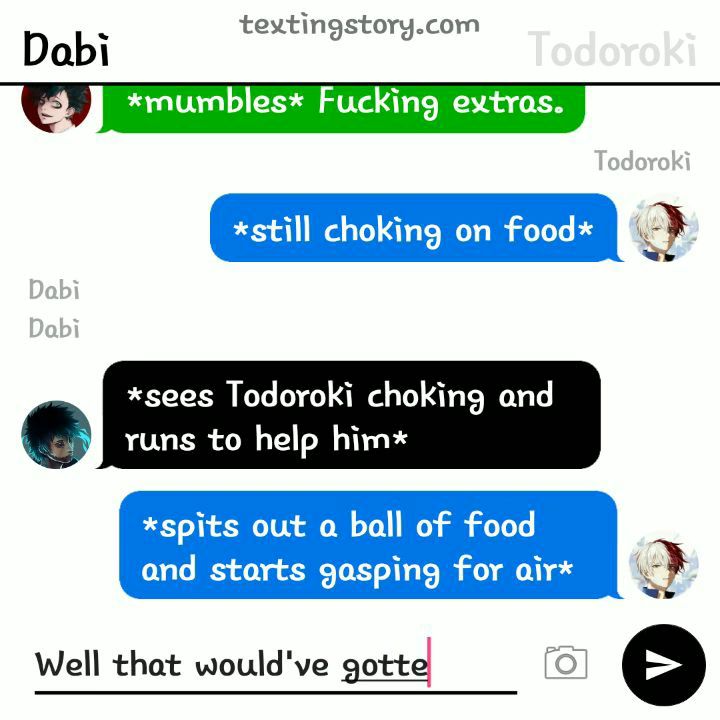 textingstory.com
Dabi
Todoroki
*mumbles* Fucking extras.
Todoroki
*still choking on food*
Dabi
Dabi
*sees Todoroki choking and
runs to help him*
*spits out a ball of food
and starts gasping for air*
Well that would've gotte